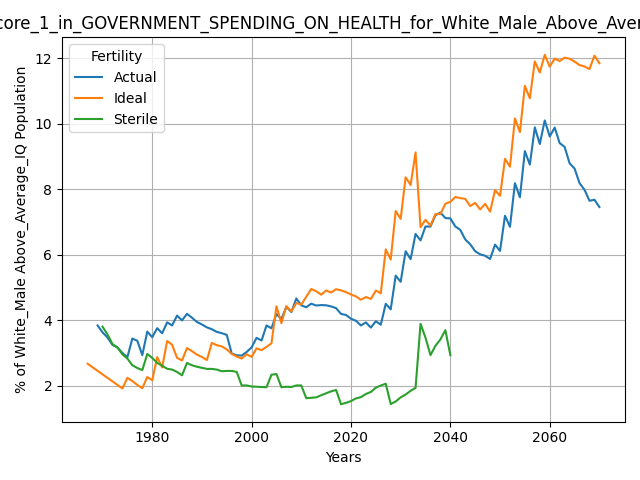 core_1_in_GOVERNMENT_SPENDING_ON_HEALTH_for_White_Male_Above_Aver
Fertility
Actual
Ideal
Sterile
% of White_Male Above_Average_IQ Population
12
10
8
6
4
2
1980 2000 2020 2040 2060
Years